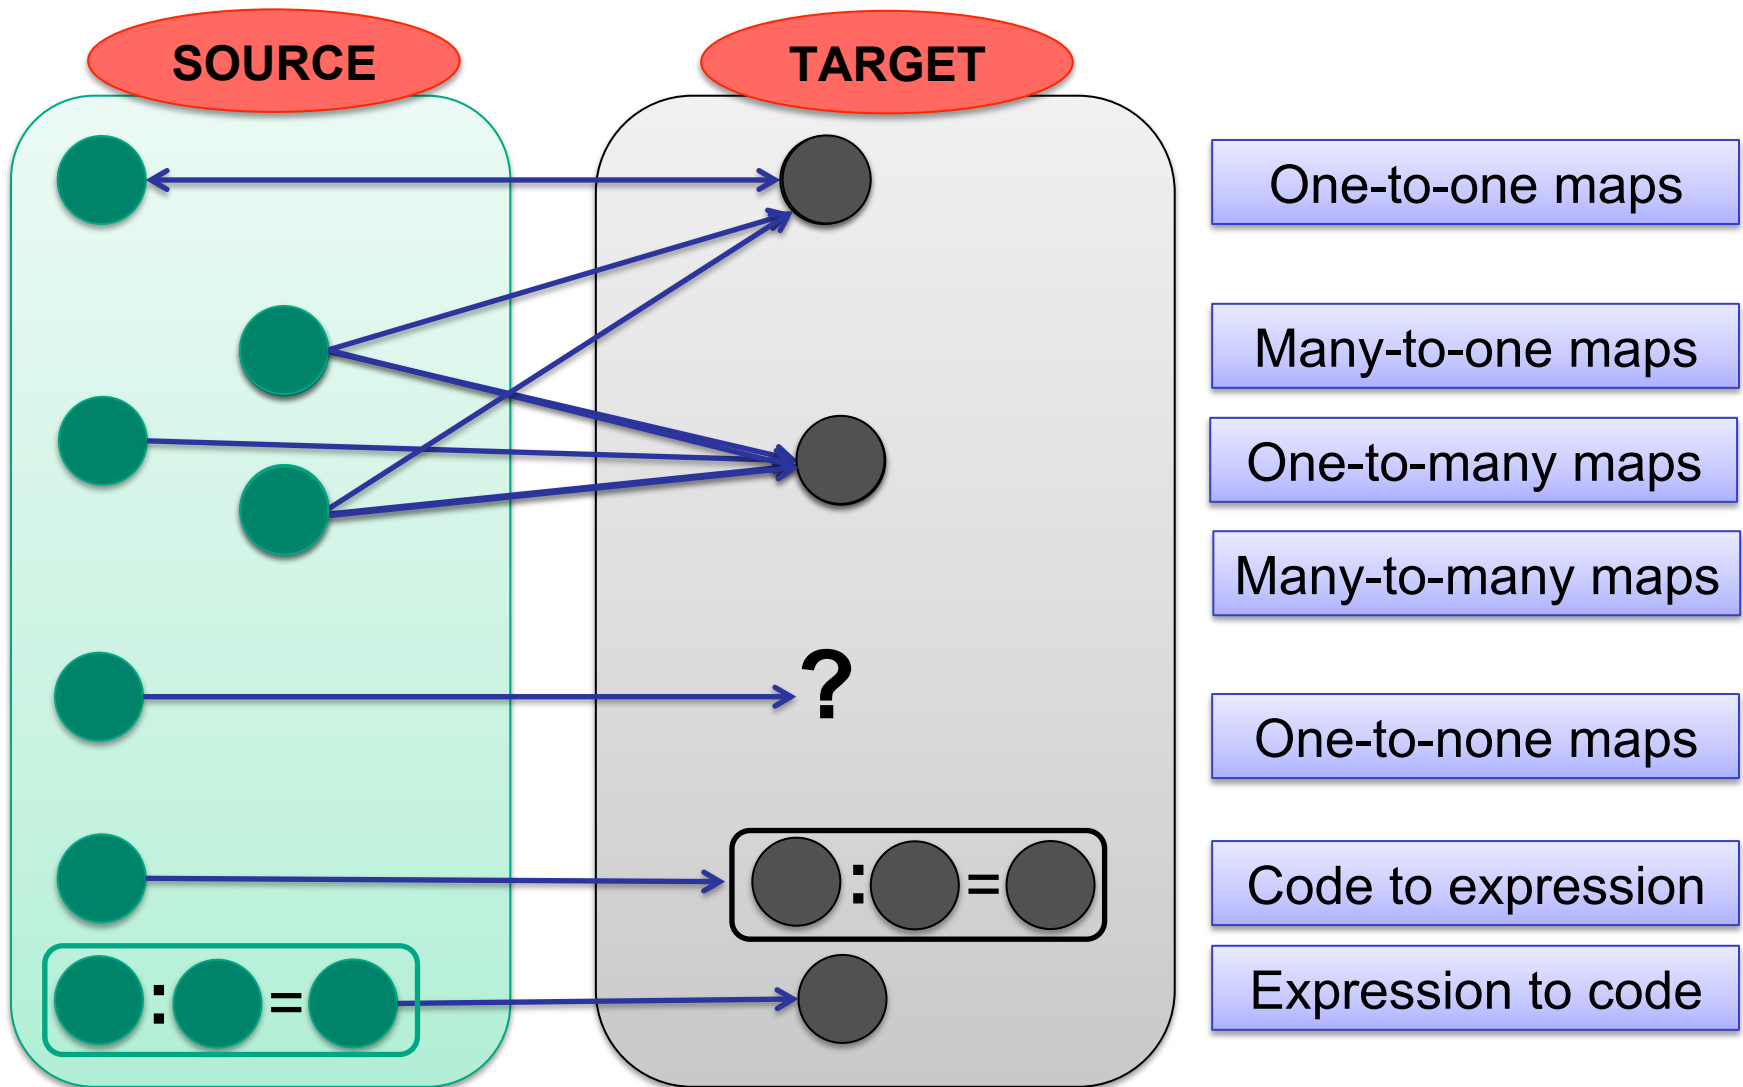 SOURCE
TARGET
One-to-one maps
Many-to-one maps
One-to-many maps
Many-to-many maps
?
One-to-none maps
: =
Code to expression
: =
Expression to code